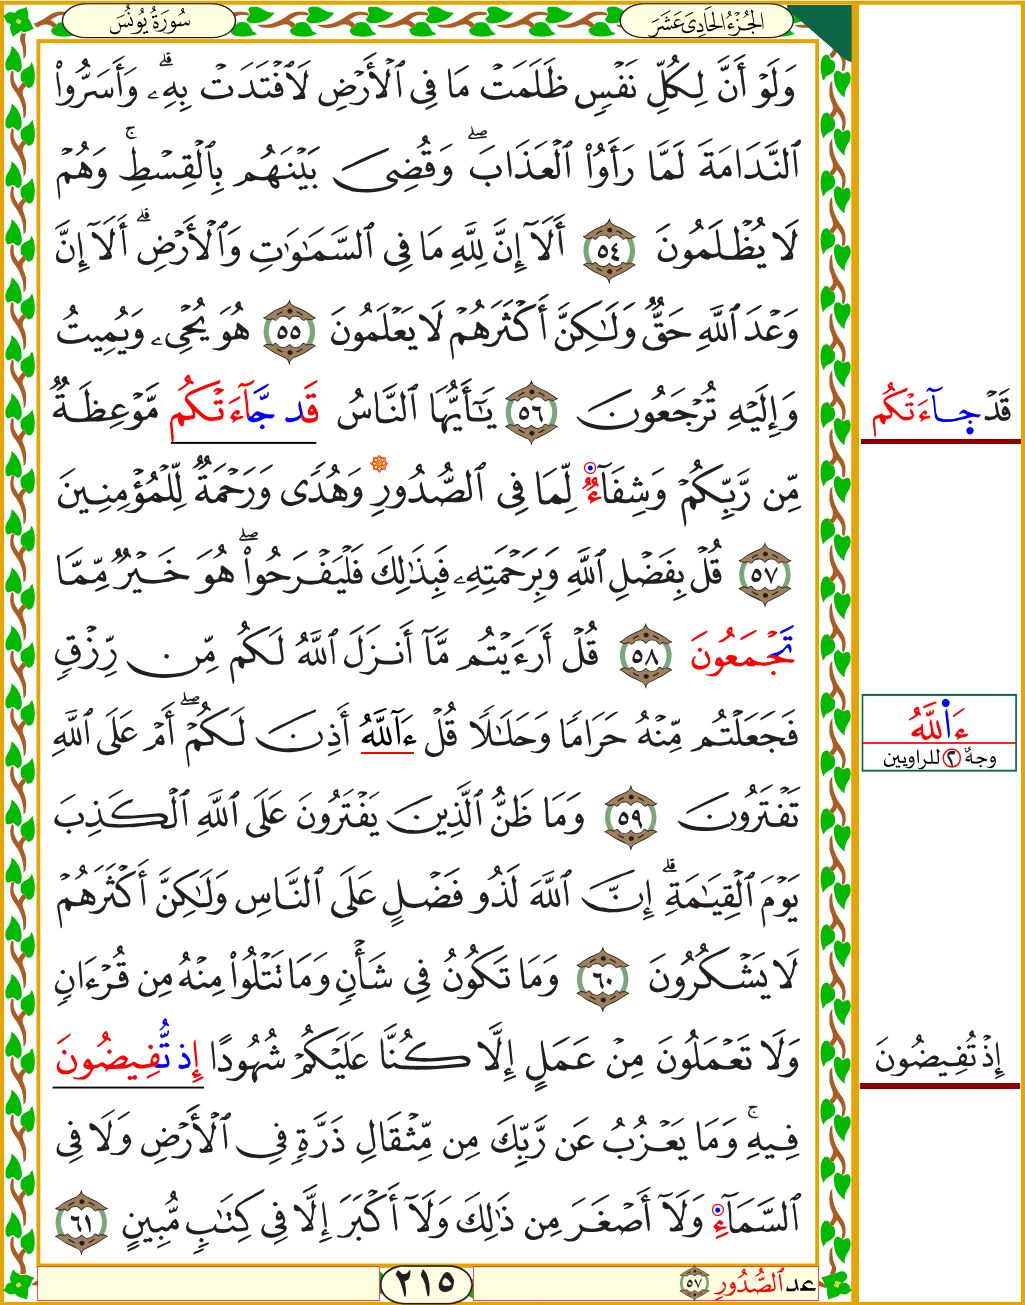 سُورَةُ يُونُسَ
الجُزْءُ الحَادِىَ عَشَرَ
وَلَوْ أَنَّ لِكُلِّ نَفْسٍ ظَلَمَتْ مَا فِى ٱلْأَرْضِ لَٱفْتَدَتْ بِهِۦۗ وَأَسَرُّوا۟
ٱلنَّدَامَةَ لَمَّا رَأَوُا۟ ٱلْعَذَابَۖ وَقُضِىَ بَيْنَهُم بِٱلْقِسْطِۚ وَهُمْ
لَا يُظْلَمُونَ ٥٤ أَلَآ إِنَّ لِلَّهِ مَا فِى ٱلسَّمَـٰوَٰتِ وَٱلْأَرْضِۗ أَلَآ إِنَّ
وَعْدَ ٱللَّهِ حَقٌّ وَلَـٰكِنَّ أَكْثَرَهُمْ لَا يَعْلَمُونَ ٥٥ هُوَ يُحْىِۦ وَيُمِيتُ
وَإِلَيْهِ تُرْجَعُونَ ٥٦ يَـٰٓأَيُّهَا ٱلنَّاسُ قَد جَّآءَتْكُم مَّوْعِظَةٌ
مِّن رَّبِّكُمْ وَشِفَآءٌ لِّمَا فِى ٱلصُّدُورِ وَهُدًى وَرَحْمَةٌ لِّلْمُؤْمِنِينَ
٥٧ قُلْ بِفَضْلِ ٱللَّهِ وَبِرَحْمَتِهِۦ فَبِذَٰلِكَ فَلْيَفْرَحُوا۟ۖ هُوَ خَيْرٌ مِّمَّا
تَجْمَعُونَ ٥٨ قُلْ أَرَءَيْتُم مَّآ أَنزَلَ ٱللَّهُ لَكُم مِّن رِّزْقٍ
فَجَعَلْتُم مِّنْهُ حَرَامًا وَحَلَـٰلًا قُلْ ءَآللَّهُ أَذِنَ لَكُمْۖ أَمْ عَلَى ٱللَّهِ
تَفْتَرُونَ ٥٩ وَمَا ظَنُّ ٱلَّذِينَ يَفْتَرُونَ عَلَى ٱللَّهِ ٱلْكَذِبَ
يَوْمَ ٱلْقِيَـٰمَةِۗ إِنَّ ٱللَّهَ لَذُو فَضْلٍ عَلَى ٱلنَّاسِ وَلَـٰكِنَّ أَكْثَرَهُمْ
لَا يَشْكُرُونَ ٦٠ وَمَا تَكُونُ فِى شَأْنٍ وَمَا تَتْلُوا۟ مِنْهُ مِن قُرْءَانٍ
وَلَا تَعْمَلُونَ مِنْ عَمَلٍ إِلَّا كُنَّا عَلَيْكُمْ شُهُودًا إِذ تُّفِيضُونَ
فِيهِۚ وَمَا يَعْزُبُ عَن رَّبِّكَ مِن مِّثْقَالِ ذَرَّةٍ فِى ٱلْأَرْضِ وَلَا فِى
ٱلسَّمَآءِ وَلَآ أَصْغَرَ مِن ذَٰلِكَ وَلَآ أَكْبَرَ إِلَّا فِى كِتَـٰبٍ مُّبِينٍ ٦١
قَدْ جَآءَتْكُم
ءَا۬للَّهُ
وجهٌ ٢ للراويين
إِذْ تُفِيضُونَ
عد ٱلصُّدُورِ ٥٧
٢١٥